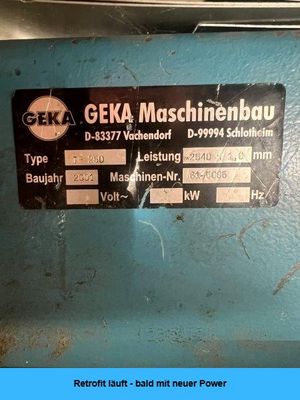 GEKA
GEKA Maschinenbau
D-83377 Vachendorf D-99994 Schlotheim
Type Leistung mm
Baujahr Maschinen-Nr.
Volt~ kW Hz
Retrofit läuft - bald mit neuer Power